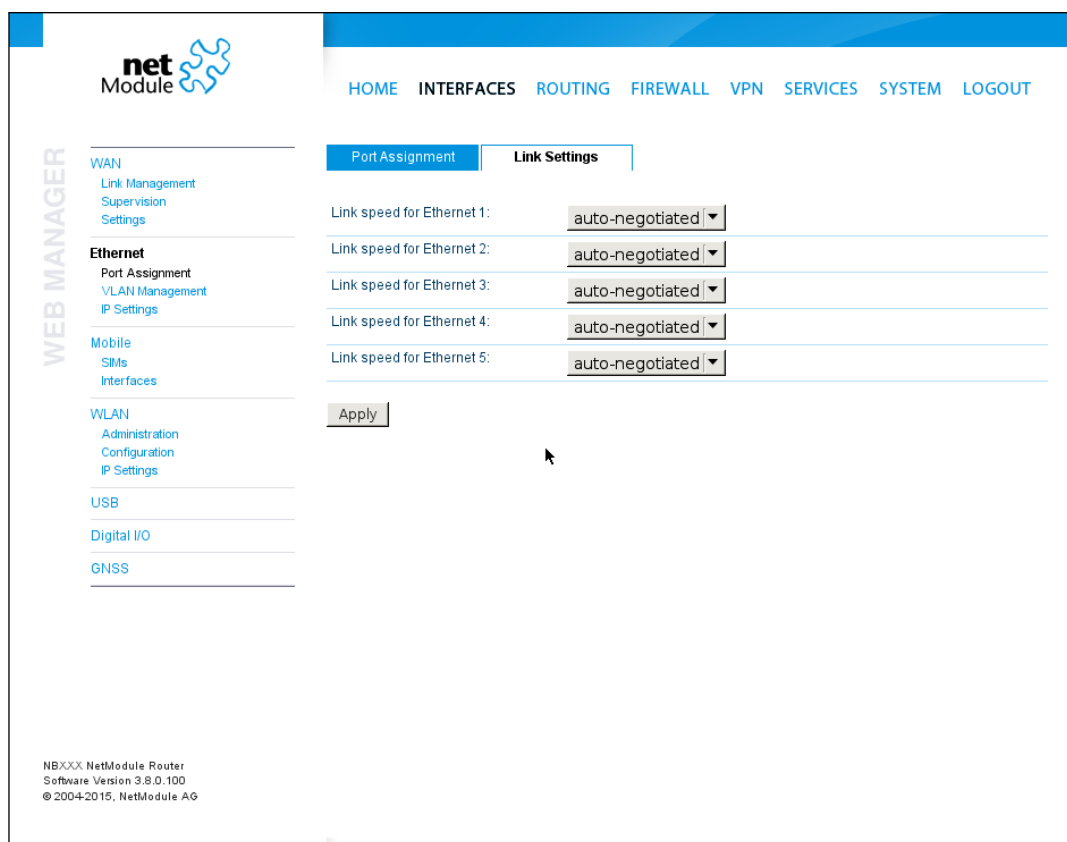 net
Module
HOME INTERFACES ROUTING FIREWALL VPN SERVICES SYSTEM LOGOUT
WEB MANAGER
WAN
Link Management
Supervision
Settings
Ethernet
Port Assignment
VLAN Management
IP Settings
Mobile
SIMs
Interfaces
WLAN
Administration
Configuration
IP Settings
USB
Digital I/O
GNSS
Port Assignment Link Settings
Link speed for Ethernet 1: auto-negotiated
Link speed for Ethernet 2: auto-negotiated
Link speed for Ethernet 3: auto-negotiated
Link speed for Ethernet 4: auto-negotiated
Link speed for Ethernet 5: auto-negotiated
Apply
NBXXX NetModule Router
Software Version 3.8.0.100
© 2004-2015, NetModule AG